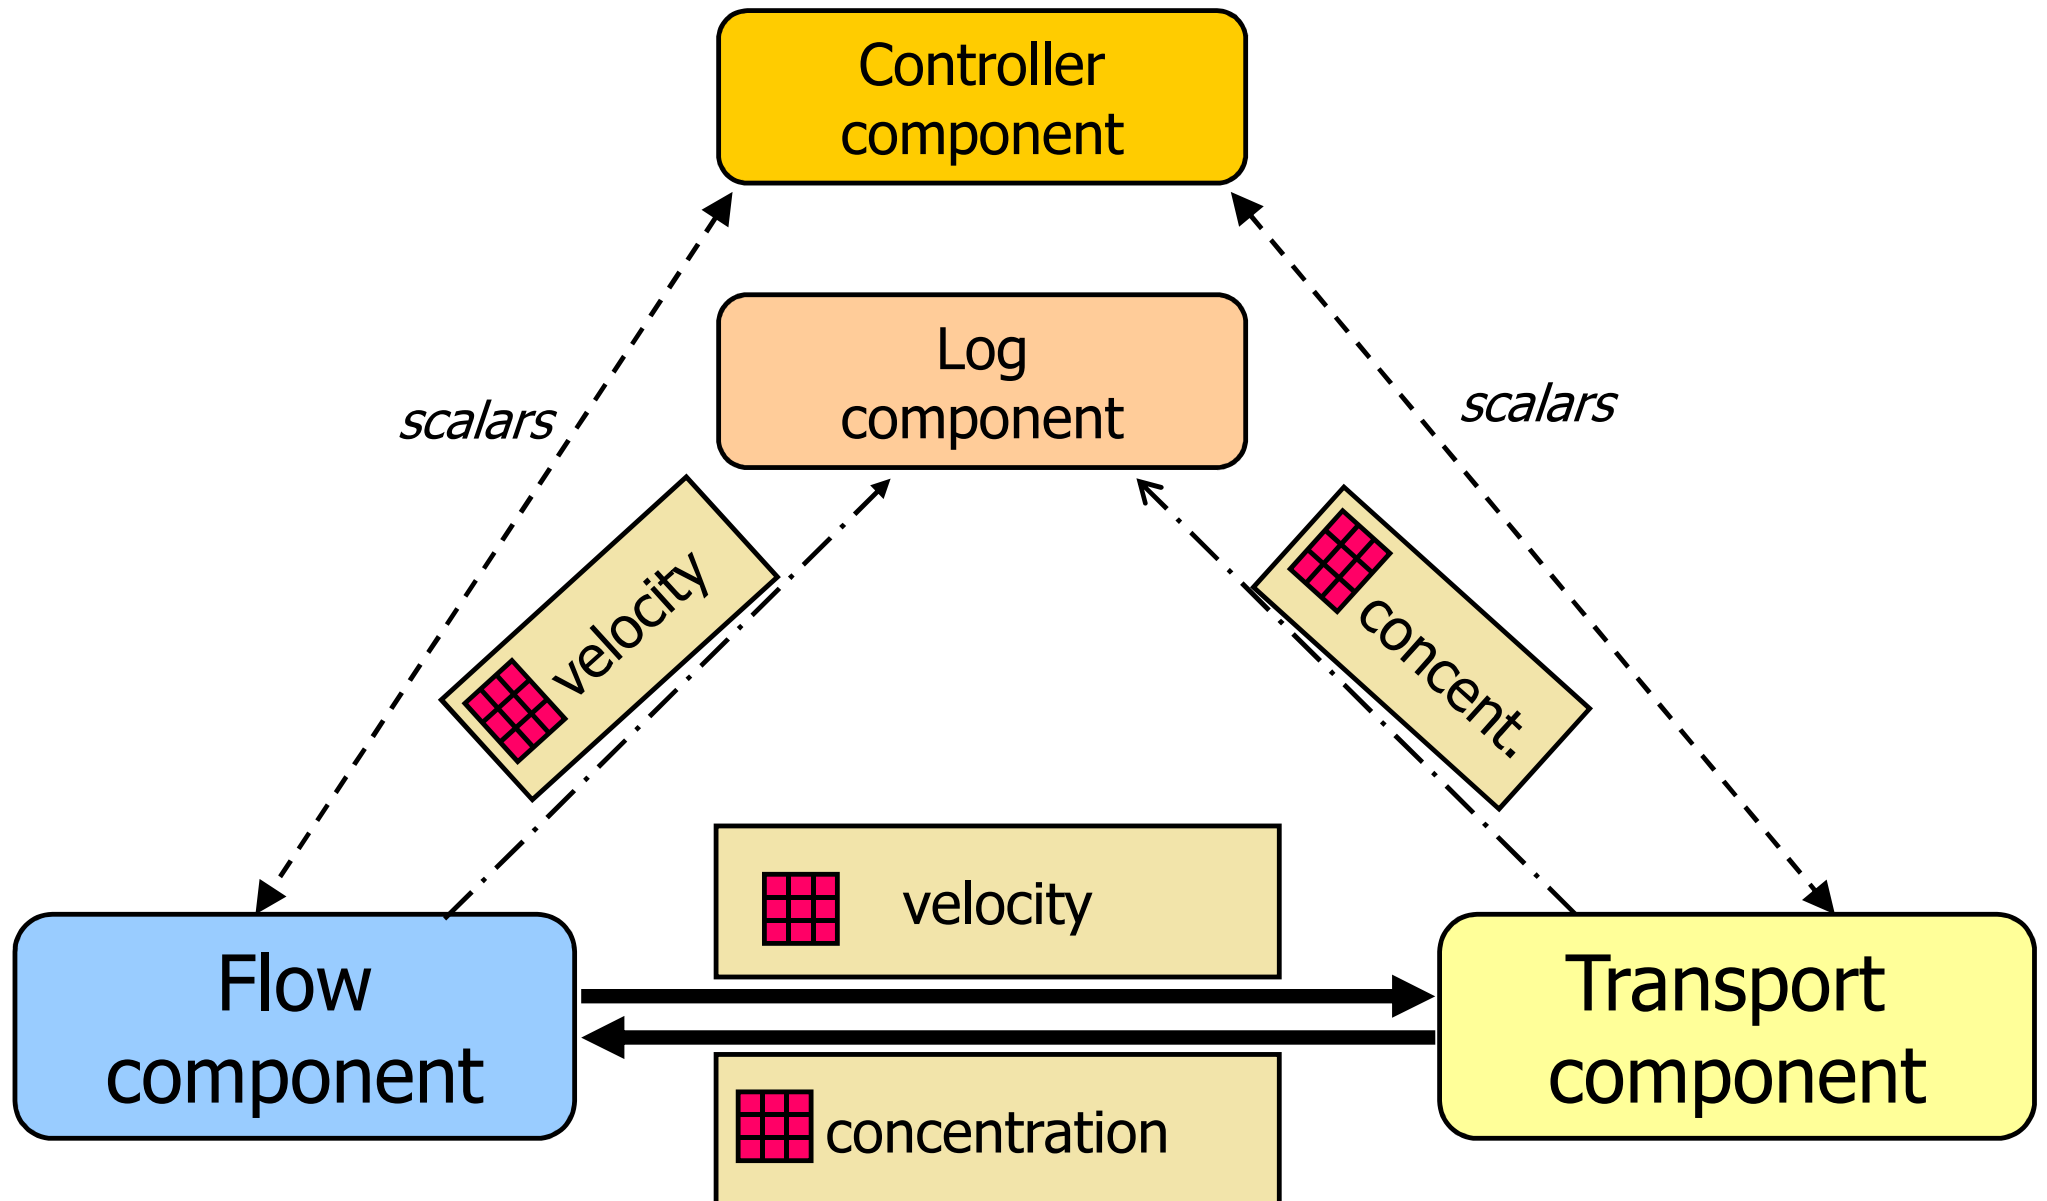 Controller
component
Log
component
scalars
scalars
velocity
concent.
velocity
Flow
component
Transport
component
concentration